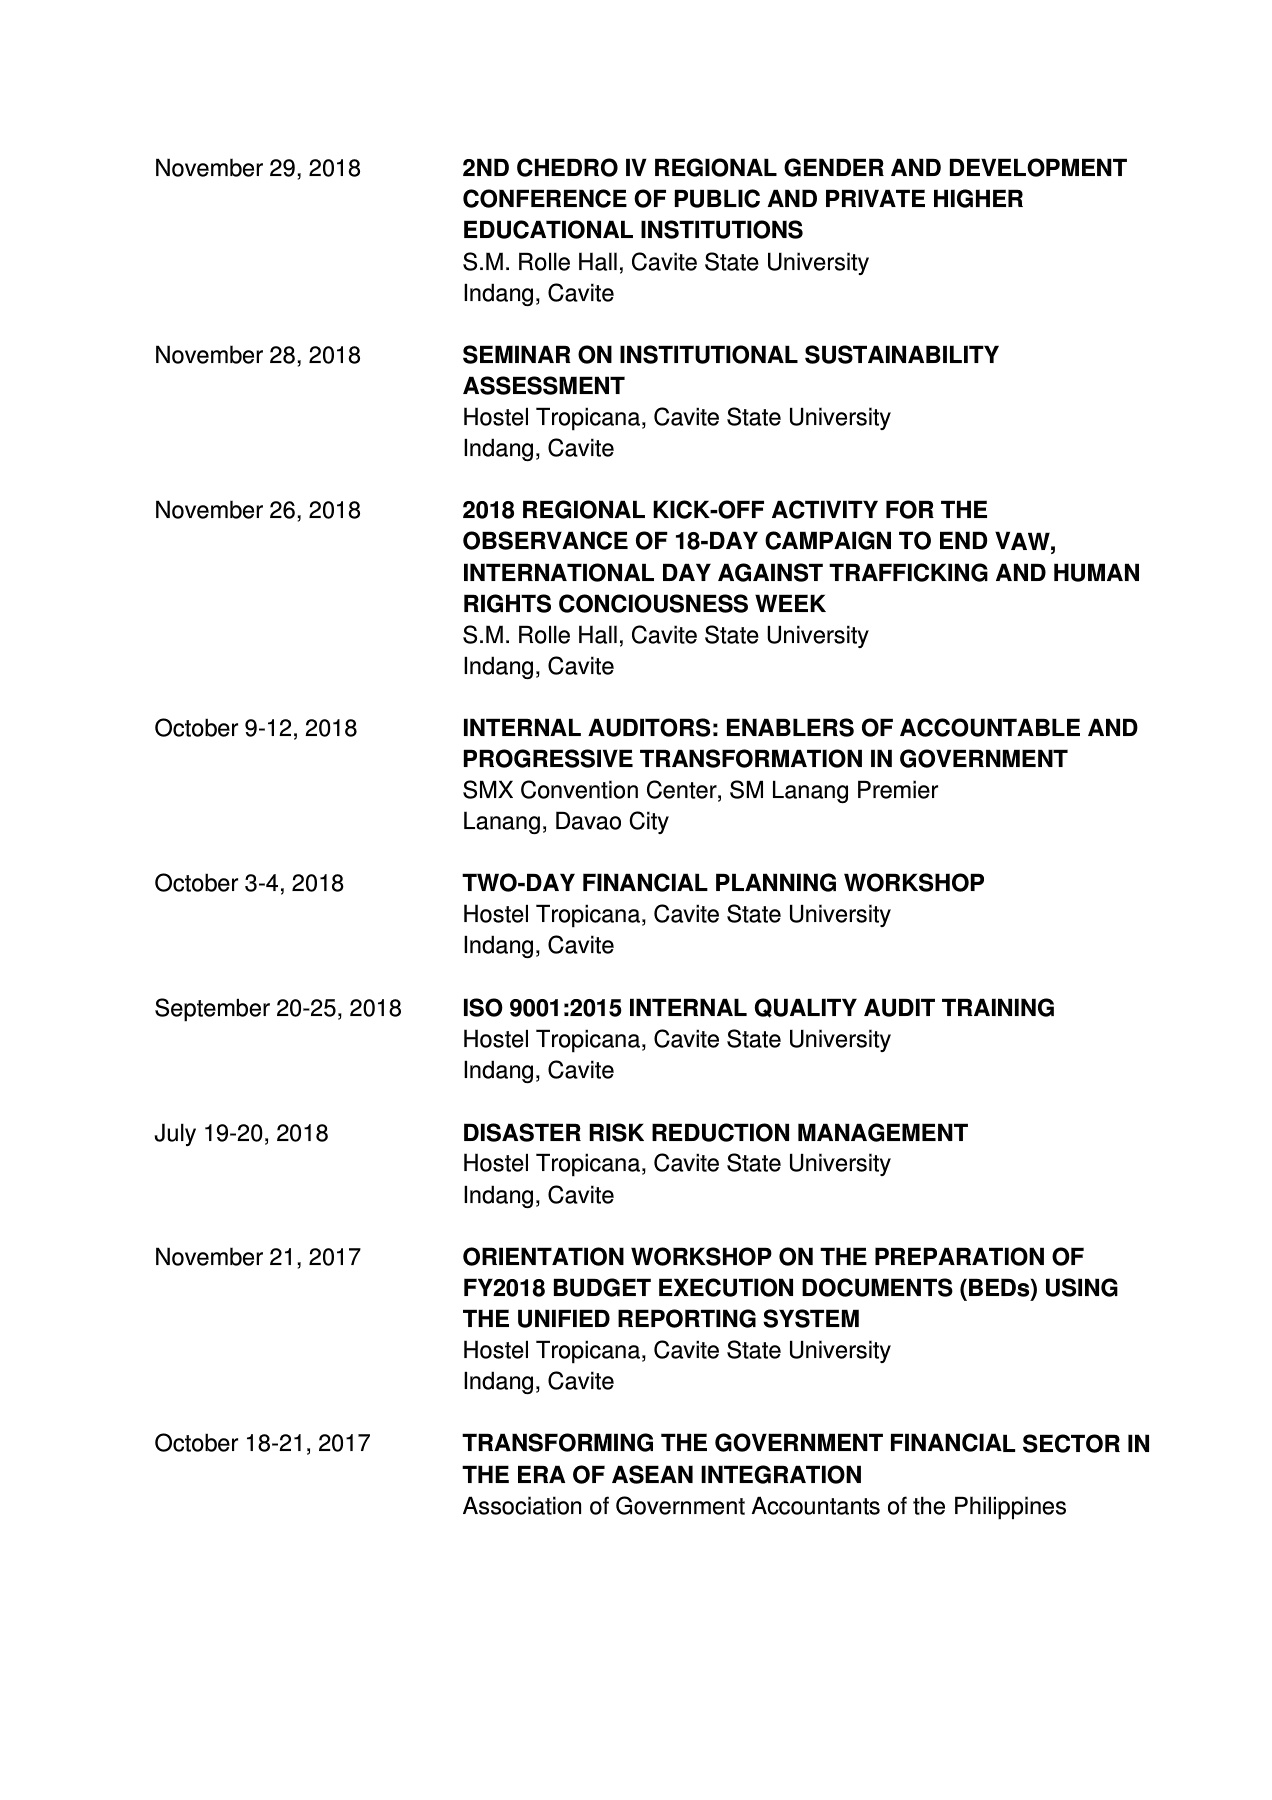 November 29, 2018 2ND CHEDRO IV REGIONAL GENDER AND DEVELOPMENT
CONFERENCE OF PUBLIC AND PRIVATE HIGHER
EDUCATIONAL INSTITUTIONS
S.M. Rolle Hall, Cavite State University
Indang, Cavite
November 28, 2018 SEMINAR ON INSTITUTIONAL SUSTAINABILITY
ASSESSMENT
Hostel Tropicana, Cavite State University
Indang, Cavite
November 26, 2018 2018 REGIONAL KICK-OFF ACTIVITY FOR THE
OBSERVANCE OF 18-DAY CAMPAIGN TO END VAW,
INTERNATIONAL DAY AGAINST TRAFFICKING AND HUMAN
RIGHTS CONCIOUSNESS WEEK
S.M. Rolle Hall, Cavite State University
Indang, Cavite
October 9-12, 2018 INTERNAL AUDITORS: ENABLERS OF ACCOUNTABLE AND
PROGRESSIVE TRANSFORMATION IN GOVERNMENT
SMX Convention Center, SM Lanang Premier
Lanang, Davao City
October 3-4, 2018 TWO-DAY FINANCIAL PLANNING WORKSHOP
Hostel Tropicana, Cavite State University
Indang, Cavite
September 20-25, 2018 ISO 9001:2015 INTERNAL QUALITY AUDIT TRAINING
Hostel Tropicana, Cavite State University
Indang, Cavite
July 19-20, 2018 DISASTER RISK REDUCTION MANAGEMENT
Hostel Tropicana, Cavite State University
Indang, Cavite
November 21, 2017 ORIENTATION WORKSHOP ON THE PREPARATION OF
FY2018 BUDGET EXECUTION DOCUMENTS (BEDs) USING
THE UNIFIED REPORTING SYSTEM
Hostel Tropicana, Cavite State University
Indang, Cavite
October 18-21, 2017 TRANSFORMING THE GOVERNMENT FINANCIAL SECTOR IN
THE ERA OF ASEAN INTEGRATION
Association of Government Accountants of the Philippines